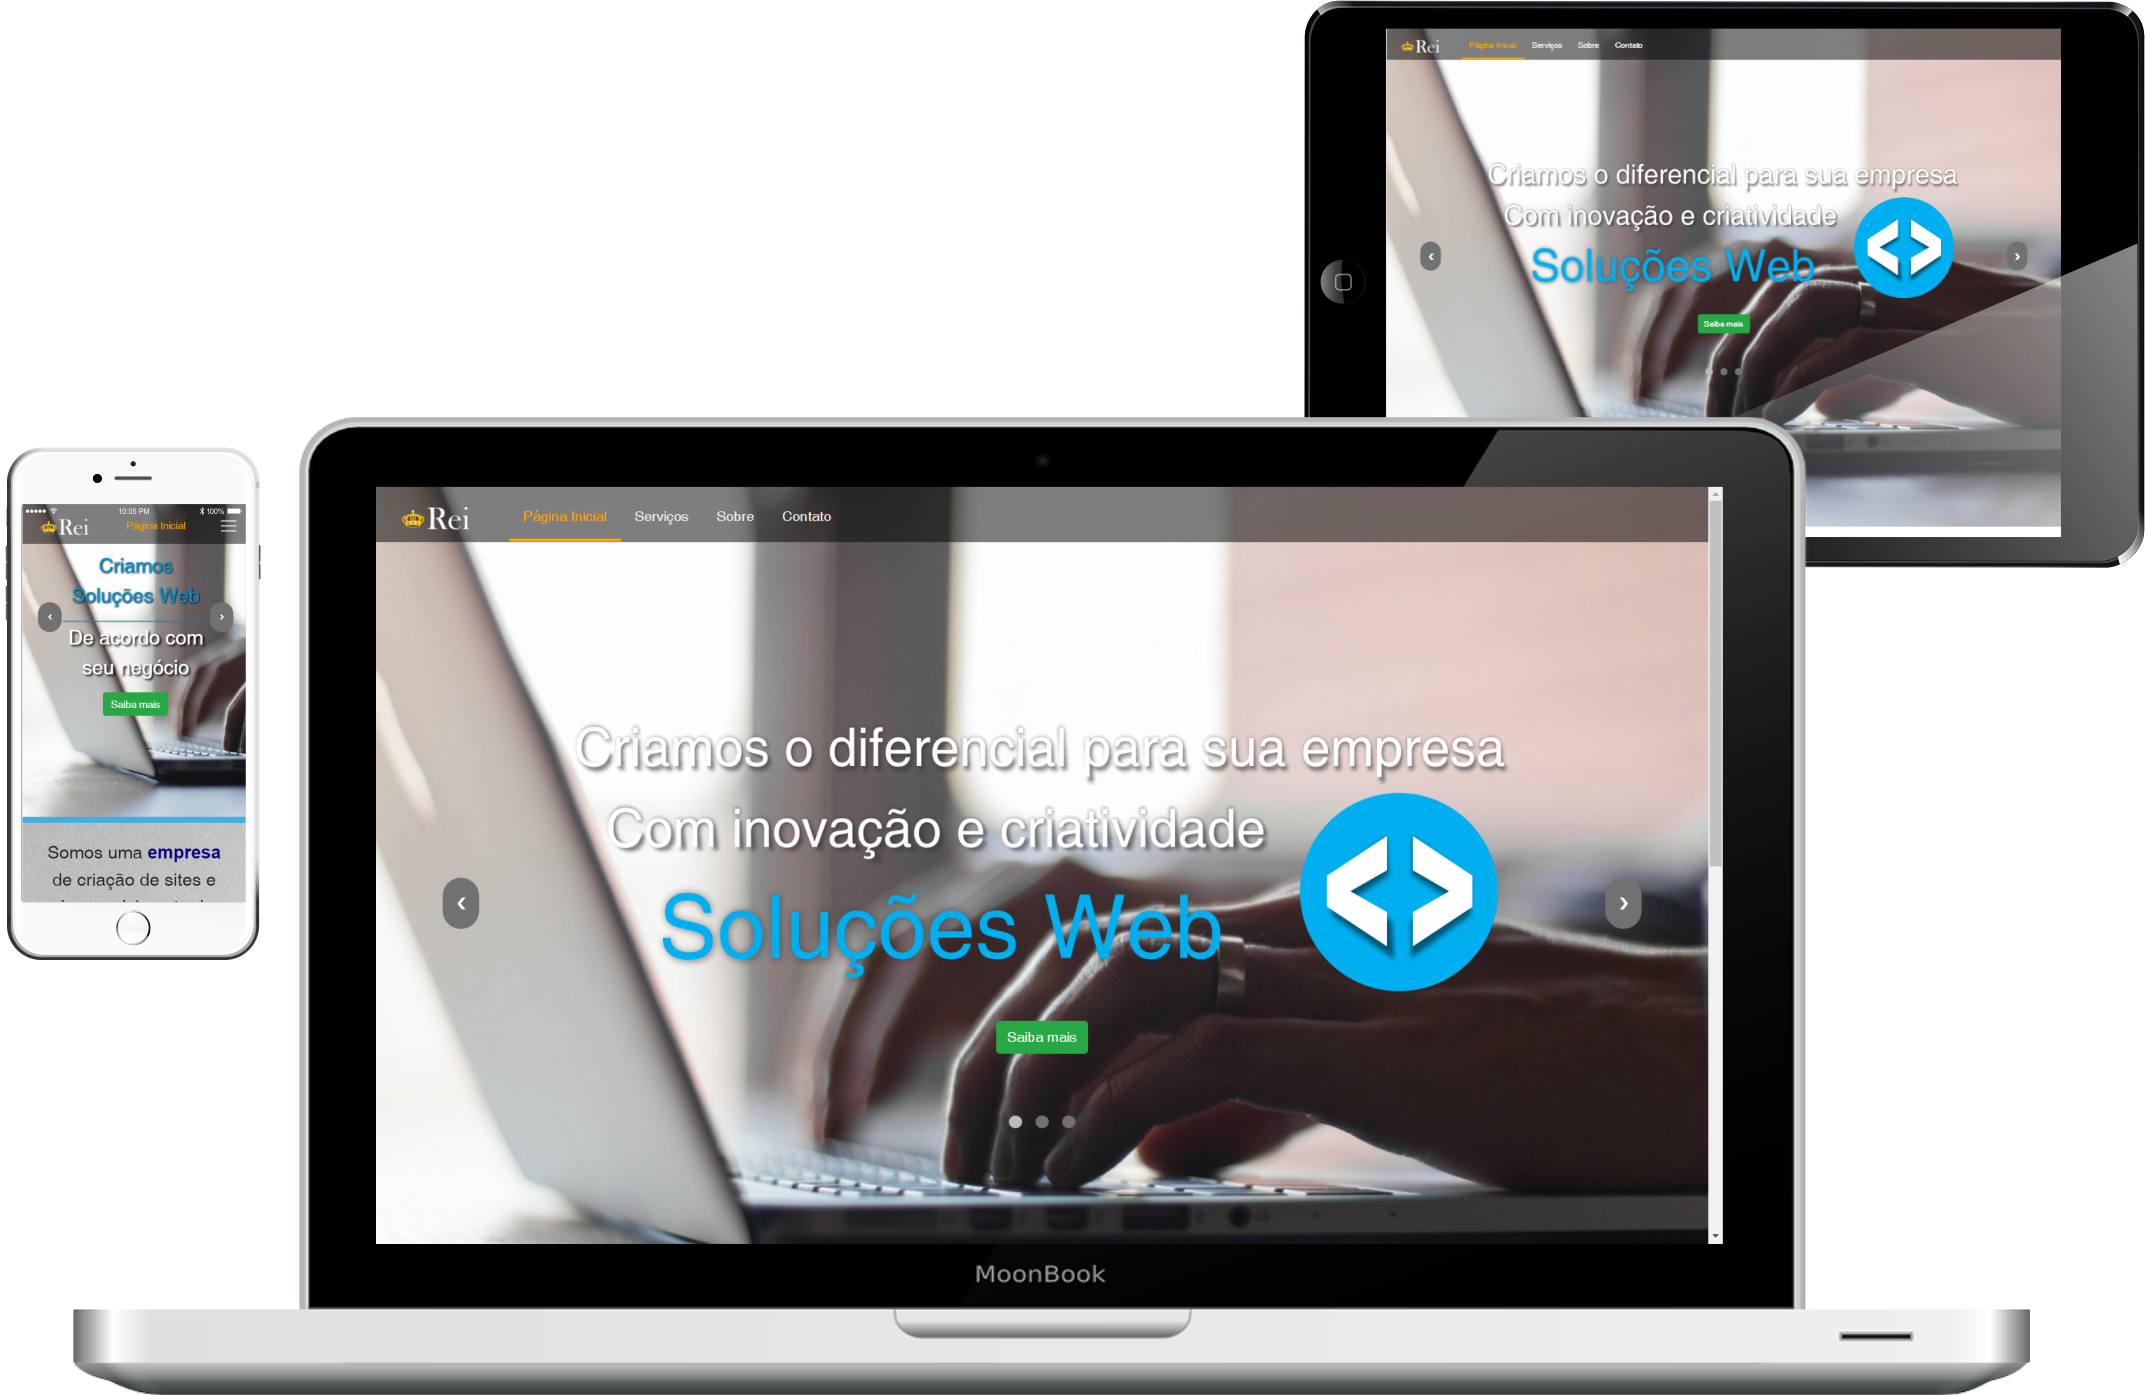 Rei Página Inicial Serviços Sobre Contato
Criamos o diferencial para sua empresa
Com inovação e criatividade
Soluções Web
Saiba mais
10:05 PM 100%
Rei Página Inicial
Criamos
Soluções Web
De acordo com
seu negócio
Saiba mais
Somos uma empresa
de criação de sites e
Rei Página Inicial Serviços Sobre Contato
Criamos o diferencial para sua empresa
Com inovação e criatividade
Soluções Web
Saiba mais
MoonBook